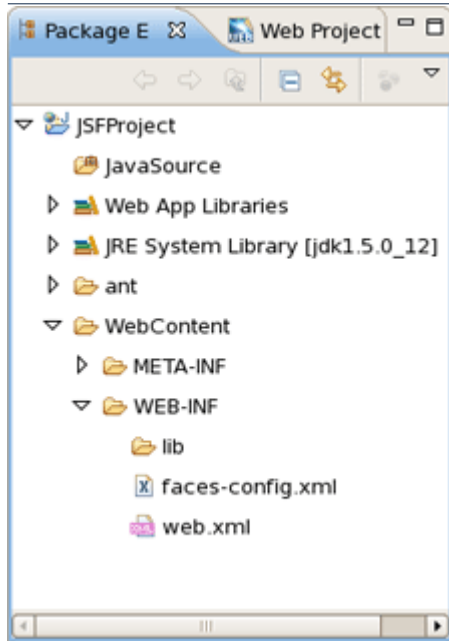 Package E Web Project
JSFProject
JavaSource
Web App Libraries
JRE System Library [jdk1.5.0_12]
ant
WebContent
META-INF
WEB-INF
lib
faces-config.xml
web.xml